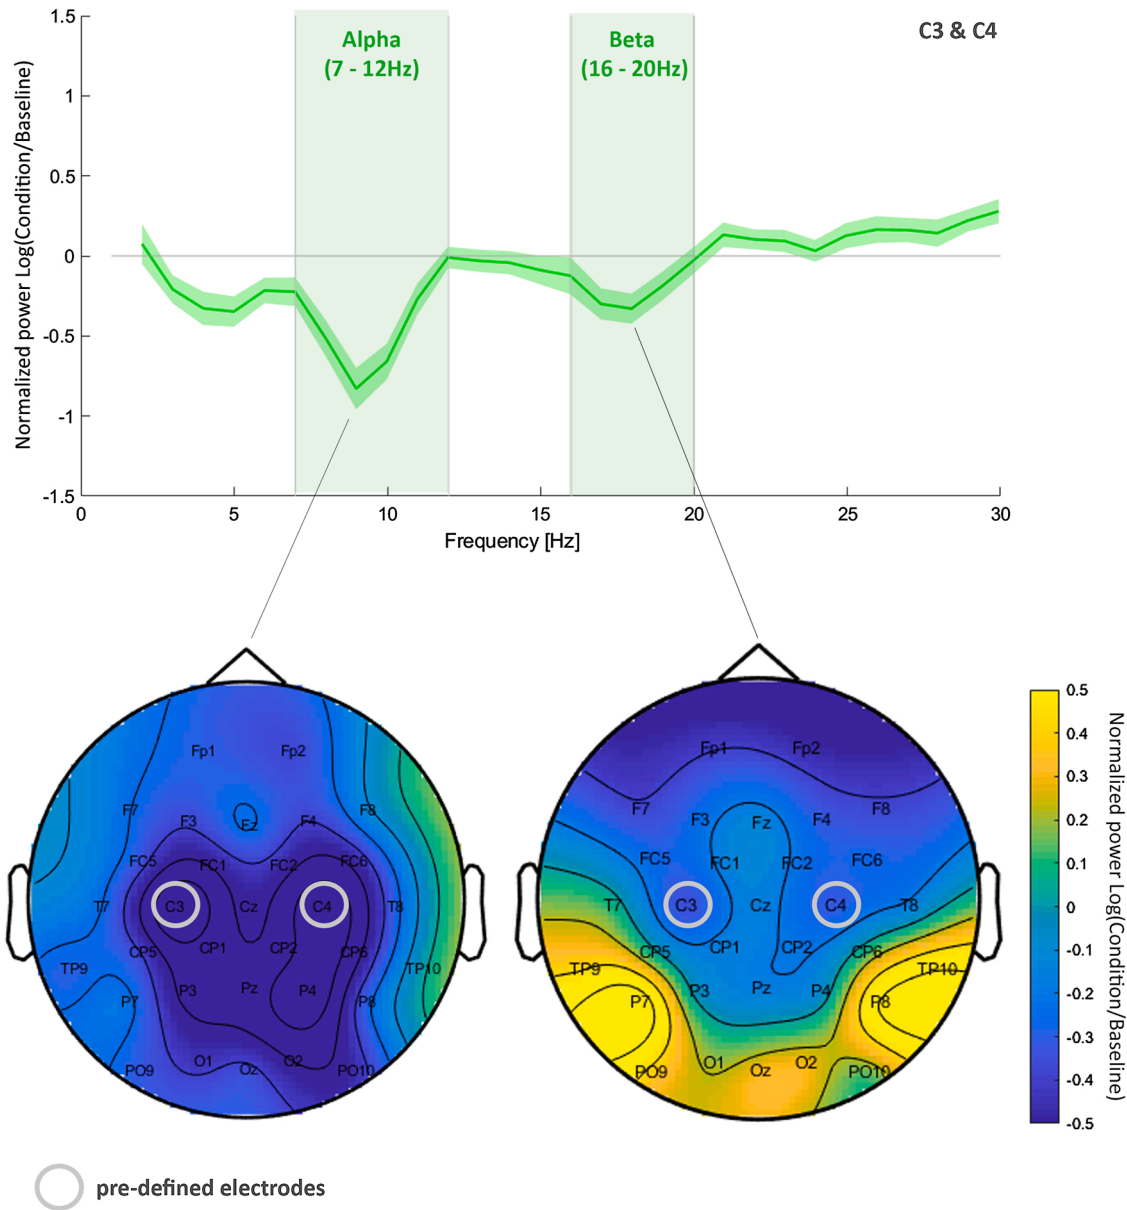 C3 & C4
Alpha
(7 - 12Hz)
Beta
(16 - 20Hz)
Normalized power Log(Condition/Baseline)
1.5
1
0.5
0
-0.5
-1
-1.5
0 5 10 15 20 25 30
Frequency [Hz]
Fp1 Fp2
F7 F3 Fz F4 F8
FC5 FC1 FC2 FC6
T7 C3 Cz C4 T8
CP5 CP1 CP2 CP6
TP9 TP10
P7 P3 Pz P4 P8
PO9 O1 Oz O2 PO10
Fp1 Fp2
F7 F3 Fz F4 F8
FC5 FC1 FC2 FC6
T7 C3 Cz C4 T8
CP5 CP1 CP2 CP6
TP9 TP10
P7 P3 Pz P4 P8
PO9 O1 Oz O2 PO10
0.5
0.4
0.3
0.2
0.1
0
-0.1
-0.2
-0.3
-0.4
-0.5
Normalized power Log(Condition/Baseline)
pre-defined electrodes